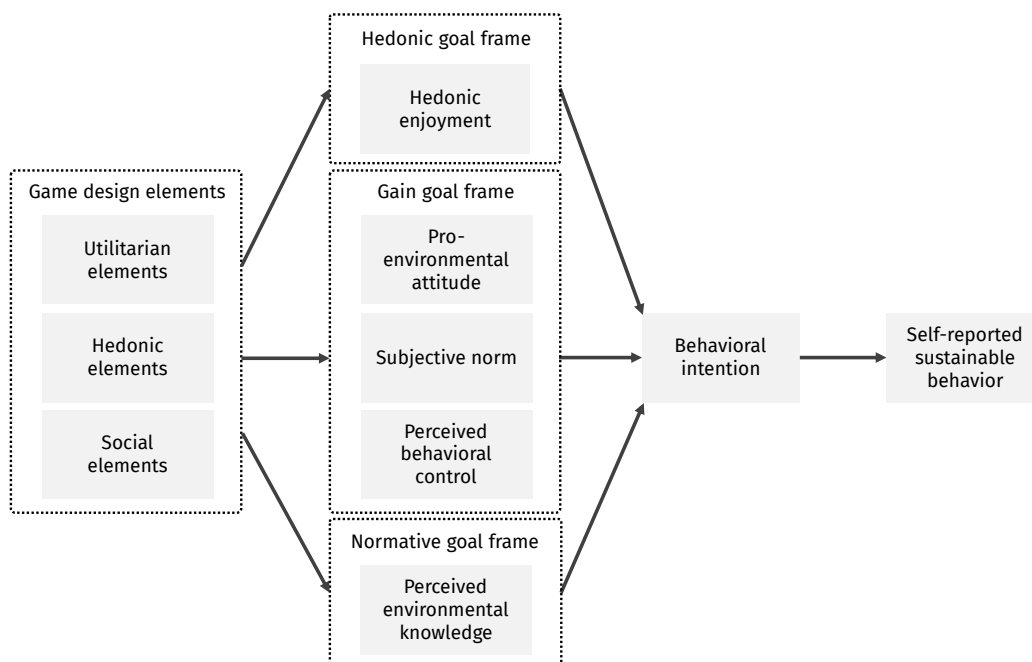 Hedonic goal frame
Hedonic
enjoyment
Game design elements
Utilitarian
elements
Hedonic elements
Social
elements
Gain goal frame
Pro-
environmental
attitude
Subjective norm
Perceived
behavioral
control
Normative goal frame
Perceived
environmental
knowledge
Behavioral
intention
Self-reported
sustainable
behavior